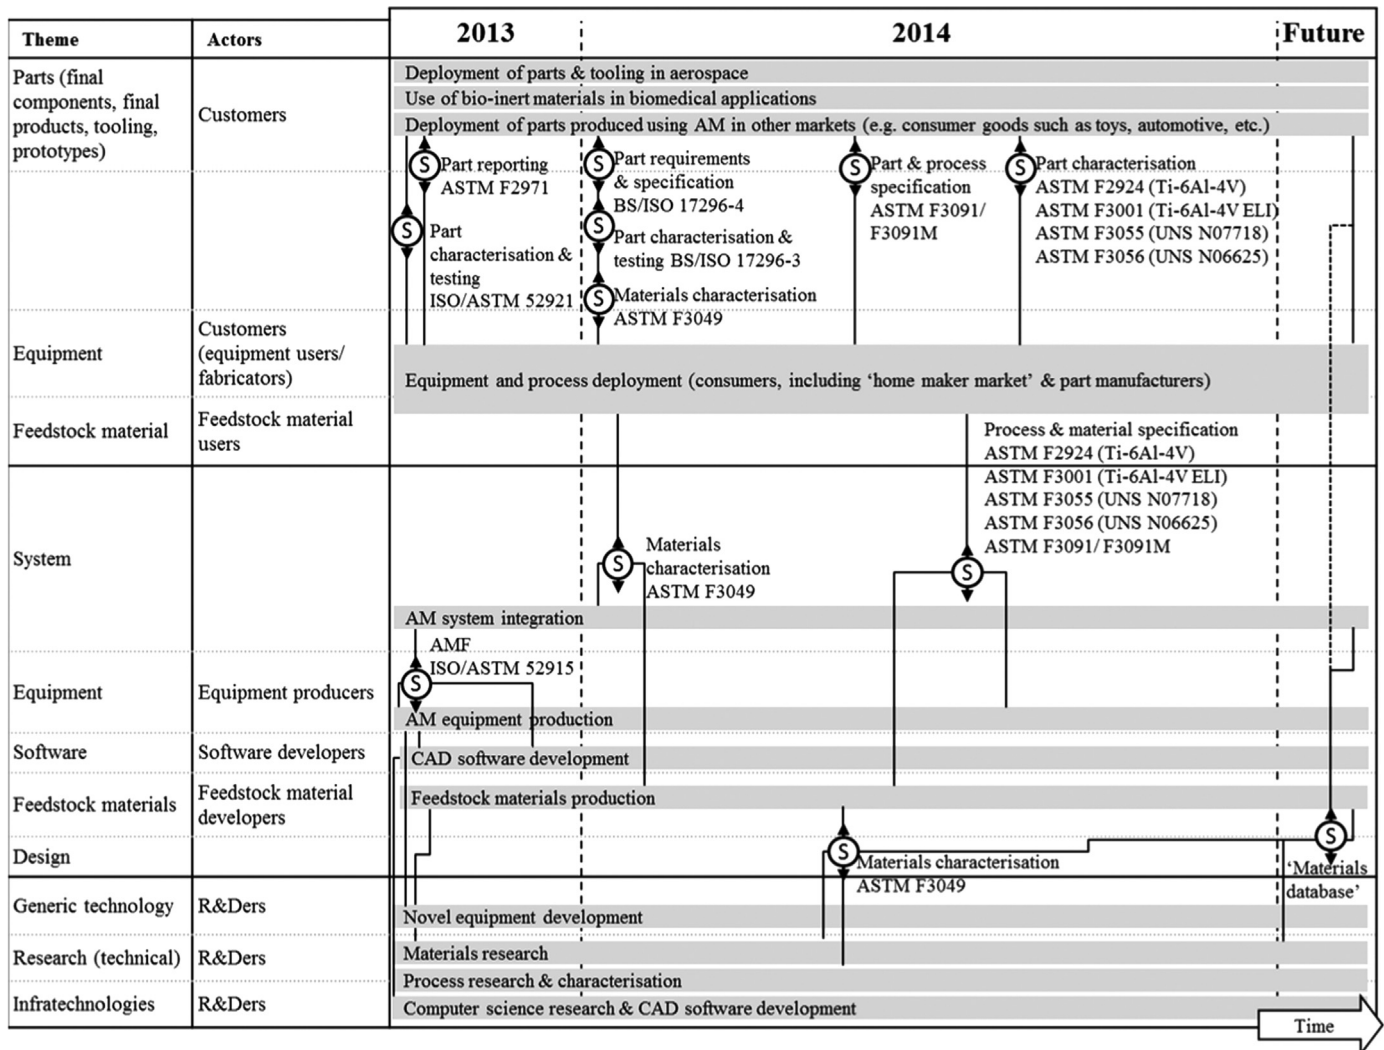 Theme
Actors
2013
2014
Future
Parts (final
components, final
products, tooling,
prototypes)
Customers
Deployment of parts & tooling in aerospace
Use of bio-inert materials in biomedical applications
Deployment of parts produced using AM in other markets (e.g. consumer goods such as toys, automotive, etc.)
S
Part reporting
ASTM F2971
S
Part
characterisation &
testing
ISO/ASTM 52921
S
Part requirements
& specification
BS/ISO 17296-4
S
Part characterisation &
testing BS/ISO 17296-3
S
Materials characterisation
ASTM F3049
S
Part & process
specification
ASTM F3091/
F3091M
S
Part characterisation
ASTM F2924 (Ti-6Al-4V)
ASTM F3001 (Ti-6Al-4V ELI)
ASTM F3055 (UNS N07718)
ASTM F3056 (UNS N06625)
Equipment
Customers
(equipment users/
fabricators)
Equipment and process deployment (consumers, including ‘home maker market’ & part manufacturers)
Feedstock material
Feedstock material
users
Process & material specification
ASTM F2924 (Ti-6Al-4V)
ASTM F3001 (Ti-6Al-4V ELI)
ASTM F3055 (UNS N07718)
ASTM F3056 (UNS N06625)
ASTM F3091/ F3091M
S
System
S
Materials
characterisation
ASTM F3049
AM system integration
AMF
ISO/ASTM 52915
S
Equipment
Equipment producers
AM equipment production
Software
Software developers
CAD software development
Feedstock materials
Feedstock material
developers
Feedstock materials production
Design
S
Materials characterisation
ASTM F3049
S
‘Materials
database’
Generic technology
R&Ders
Novel equipment development
Research (technical)
R&Ders
Materials research
Process research & characterisation
Infratechnologies
R&Ders
Computer science research & CAD software development
Time